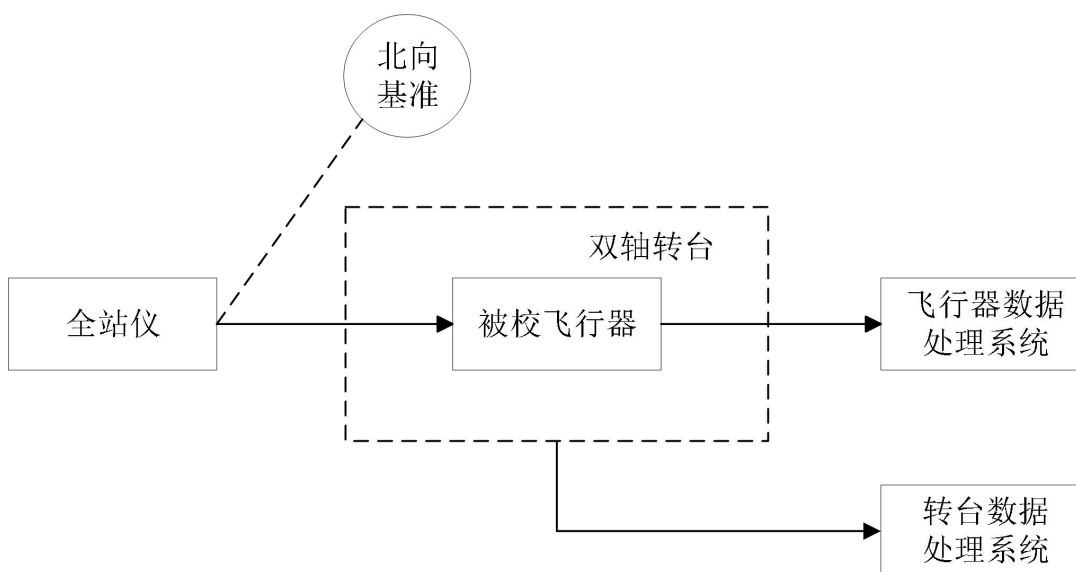 北向
基准
双轴转台
全站仪
被校飞行器
飞行器数据
处理系统
转台数据
处理系统